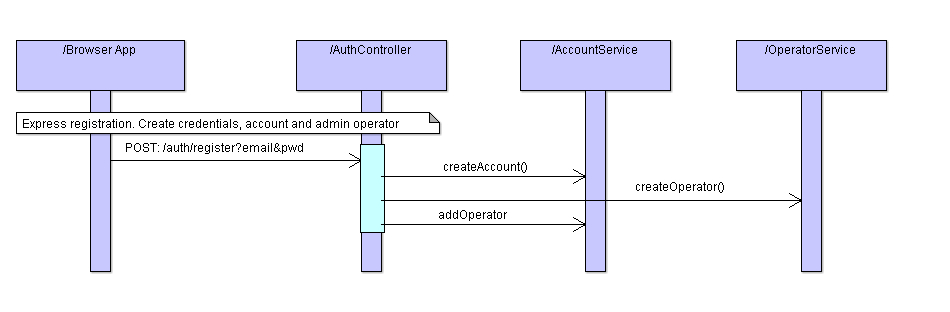 /Browser App
/AuthController
/AccountService
/OperatorService
Express registration. Create credentials, account and admin operator
POST: /auth/register?email&pwd
createAccount()
createOperator()
addOperator